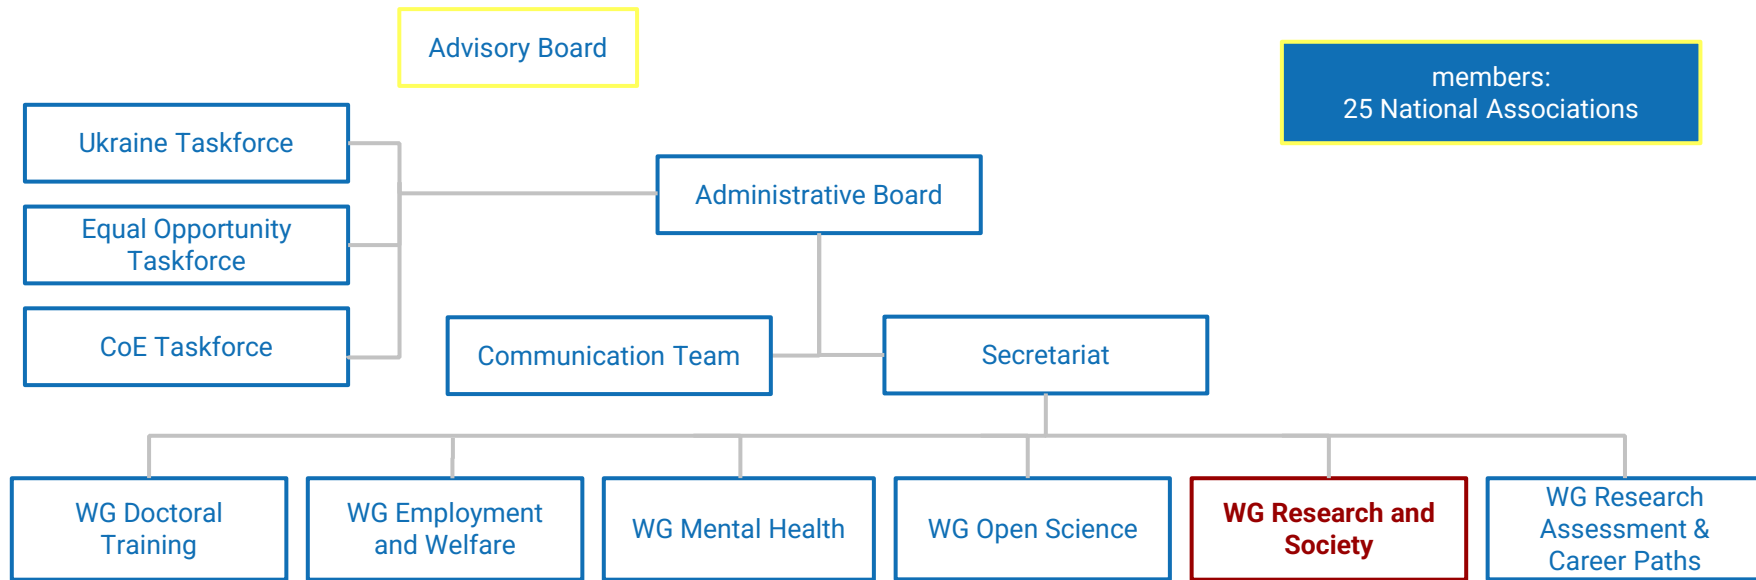 Advisory Board
members:
25 National Associations
Ukraine Taskforce
Administrative Board
Equal Opportunity
Taskforce
CoE Taskforce
Communication Team
Secretariat
WG Doctoral
Training
WG Employment
and Welfare
WG Mental Health
WG Open Science
WG Research and
Society
WG Research
Assessment &
Career Paths